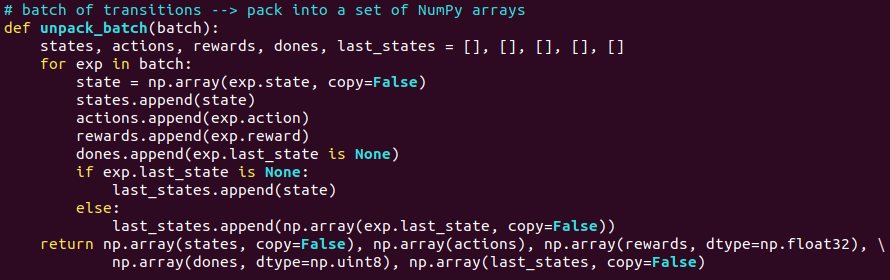 # batch of transitions --> pack into a set of NumPy arrays
def unpack_batch(batch):
    states, actions, rewards, dones, last_states = [], [], [], [], []
    for exp in batch:
        state = np.array(exp.state, copy=False)
        states.append(state)
        actions.append(exp.action)
        rewards.append(exp.reward)
        dones.append(exp.last_state is None)
        if exp.last_state is None:
            last_states.append(state)
        else:
            last_states.append(np.array(exp.last_state, copy=False))
    return np.array(states, copy=False), np.array(actions), np.array(rewards, dtype=np.float32), \
            np.array(dones, dtype=np.uint8), np.array(last_states, copy=False)